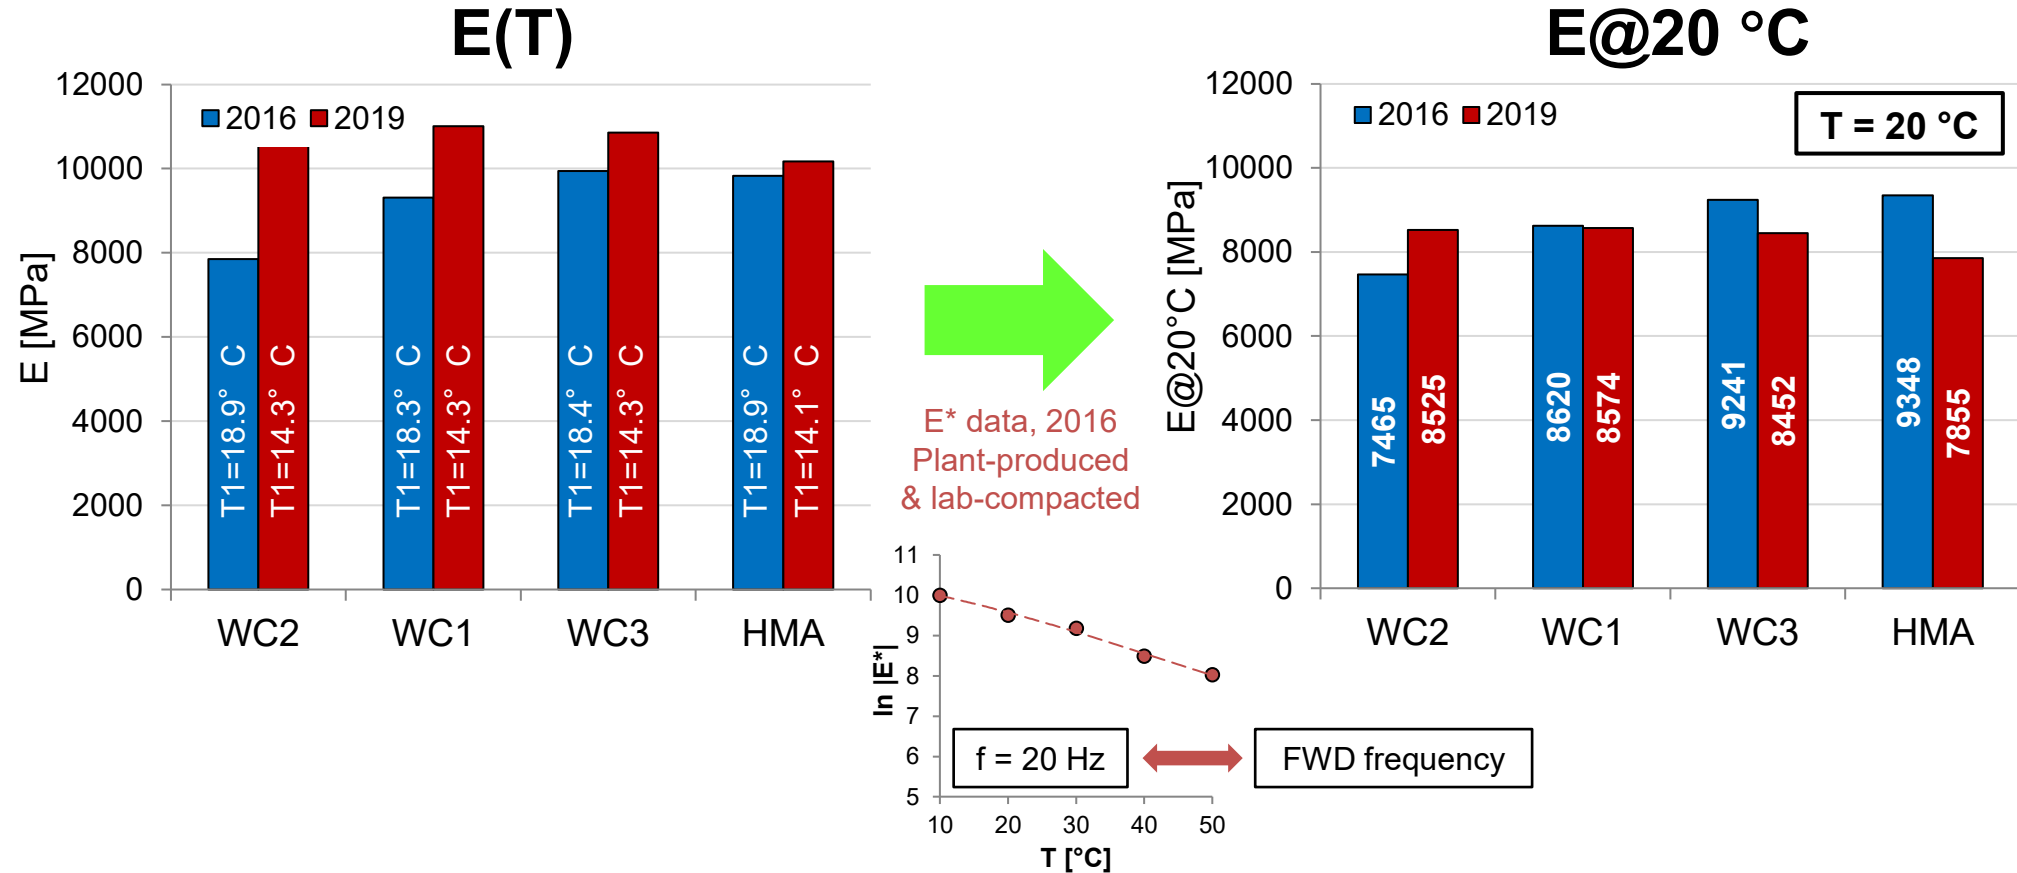 E(T)
12000
10000
8000
6000
4000
2000
0
E [MPa]
2016 2019
T1=18.9° C
T1=14.3° C
T1=18.3° C
T1=14.3° C
T1=18.4° C
T1=14.3° C
T1=18.9° C
T1=14.1° C
WC2 WC1 WC3 HMA
E* data, 2016
Plant-produced
& lab-compacted
11
10
9
8
7
6
5
ln |E*|
10 20 30 40 50
T [°C]
f = 20 Hz
FWD frequency
E@20 °C
12000
10000
8000
6000
4000
2000
0
E@20°C [MPa]
2016 2019
T = 20 °C
7465
8525
8620
8574
9241
8452
9348
7855
WC2 WC1 WC3 HMA